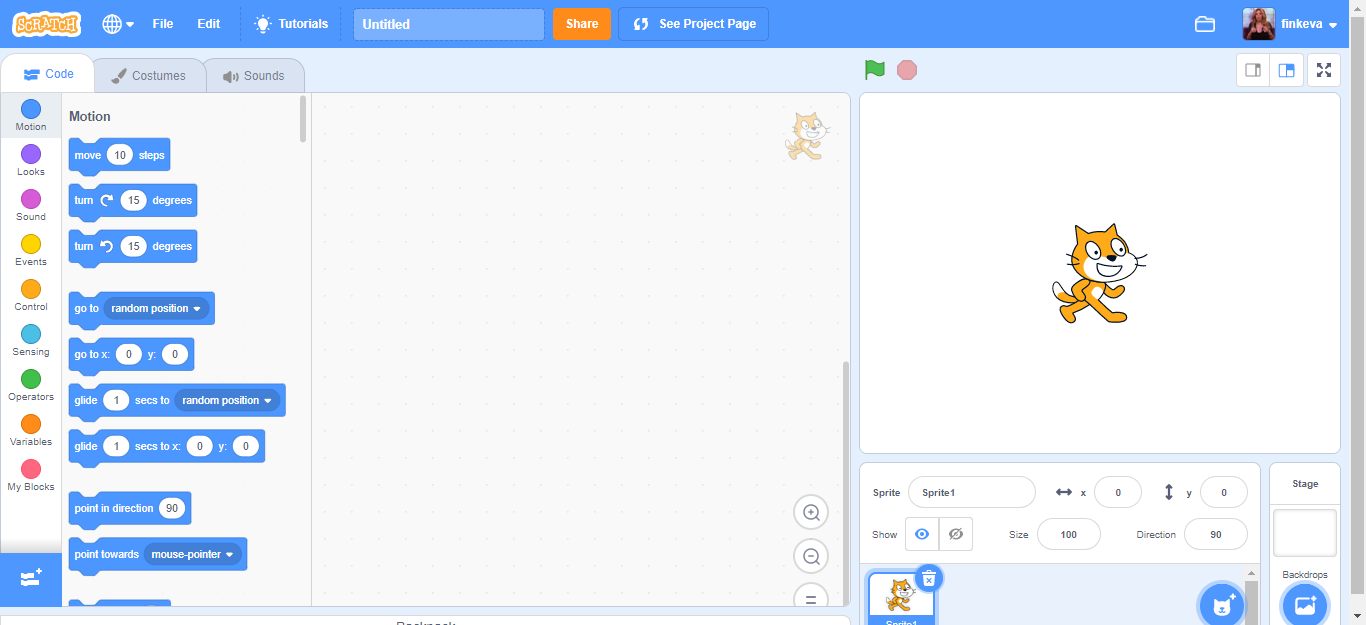 SCRATCH
File
Edit
Tutorials
Untitled
Share
See Project Page
finkeva
Code
Costumes
Sounds
Motion
Looks
Sound
Events
Control
Sensing
Operators
Variables
My Blocks
Motion
move 10 steps
turn 15 degrees
turn 15 degrees
go to random position
go to x: 0 y: 0
glide 1 secs to random position
glide 1 secs to x: 0 y: 0
point in direction 90
point towards mouse-pointer
Sprite Sprite1 x 0 y 0
Show Size 100 Direction 90
Sprite1
Stage
Backdrops
Backpack